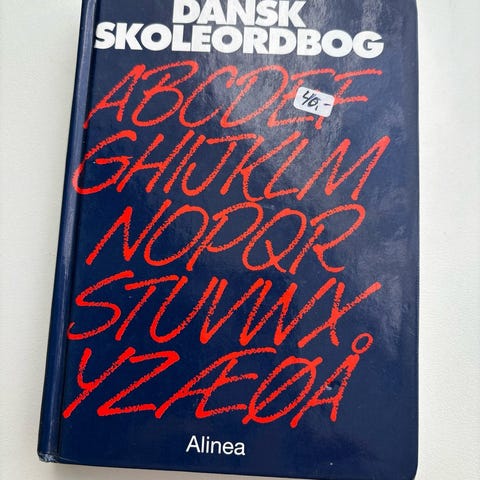 DANSK
SKOLEORDBOG
ABCDEF
40,-
GHIJKLM
NOPQR
STUVWX
YZÆØÅ
Alinea